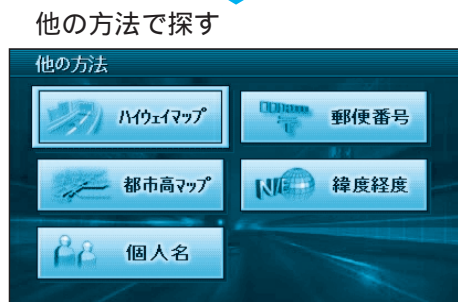 他の方法で探す
他の方法
ﾊｲｳｪｲﾏｯﾌﾟ
郵便番号
都市高ﾏｯﾌﾟ
N/E
緯度経度
個人名